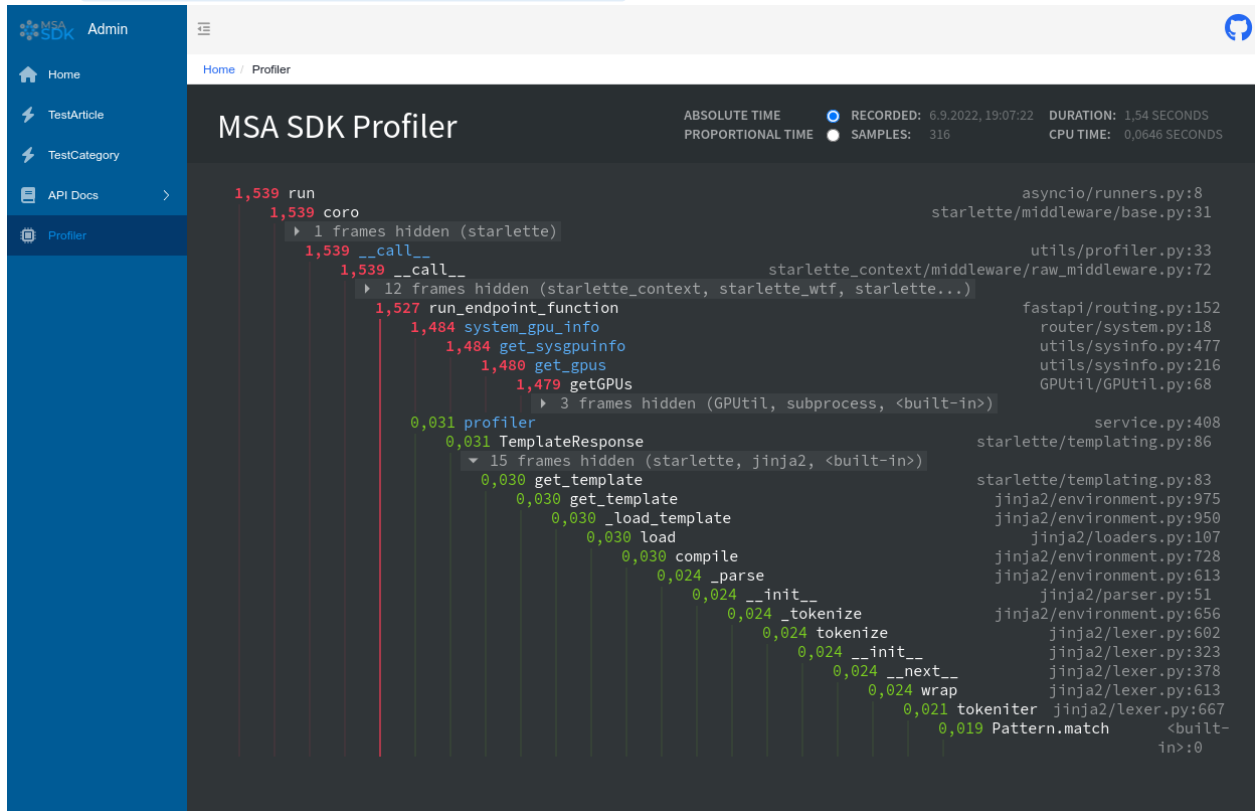 MSA SDK Admin
Home
TestArticle
TestCategory
API Docs
Profiler
Home / Profiler
MSA SDK Profiler
ABSOLUTE TIME
PROPORTIONAL TIME
RECORDED: 6.9.2022, 19:07:22
SAMPLES: 316
DURATION: 1,54 SECONDS
CPU TIME: 0,0646 SECONDS
1,539 run asyncio/runners.py:8
1,539 coro starlette/middleware/base.py:31
1 frames hidden (starlette)
1,539 __call__ utils/profiler.py:33
1,539 __call__ starlette_context/middleware/raw_middleware.py:72
12 frames hidden (starlette_context, starlette_wtf, starlette...)
1,527 run_endpoint_function fastapi/routing.py:152
1,484 system_gpu_info router/system.py:18
1,484 get_sysgpuinfo utils/sysinfo.py:477
1,480 get_gpus utils/sysinfo.py:216
1,479 getGPUs GPUtil/GPUtil.py:68
3 frames hidden (GPUtil, subprocess, <built-in>)
0,031 profiler service.py:408
0,031 TemplateResponse starlette/templating.py:86
15 frames hidden (starlette, jinja2, <built-in>)
0,030 get_template starlette/templating.py:83
0,030 get_template jinja2/environment.py:975
0,030 _load_template jinja2/environment.py:950
0,030 load jinja2/loaders.py:107
0,030 compile jinja2/environment.py:728
0,024 _parse jinja2/environment.py:613
0,024 __init__ jinja2/parser.py:51
0,024 _tokenize jinja2/environment.py:656
0,024 tokenize jinja2/lexer.py:602
0,024 __init__ jinja2/lexer.py:323
0,024 __next__ jinja2/lexer.py:378
0,024 wrap jinja2/lexer.py:613
0,021 tokeniter jinja2/lexer.py:667
0,019 Pattern.match <built-
in>:0